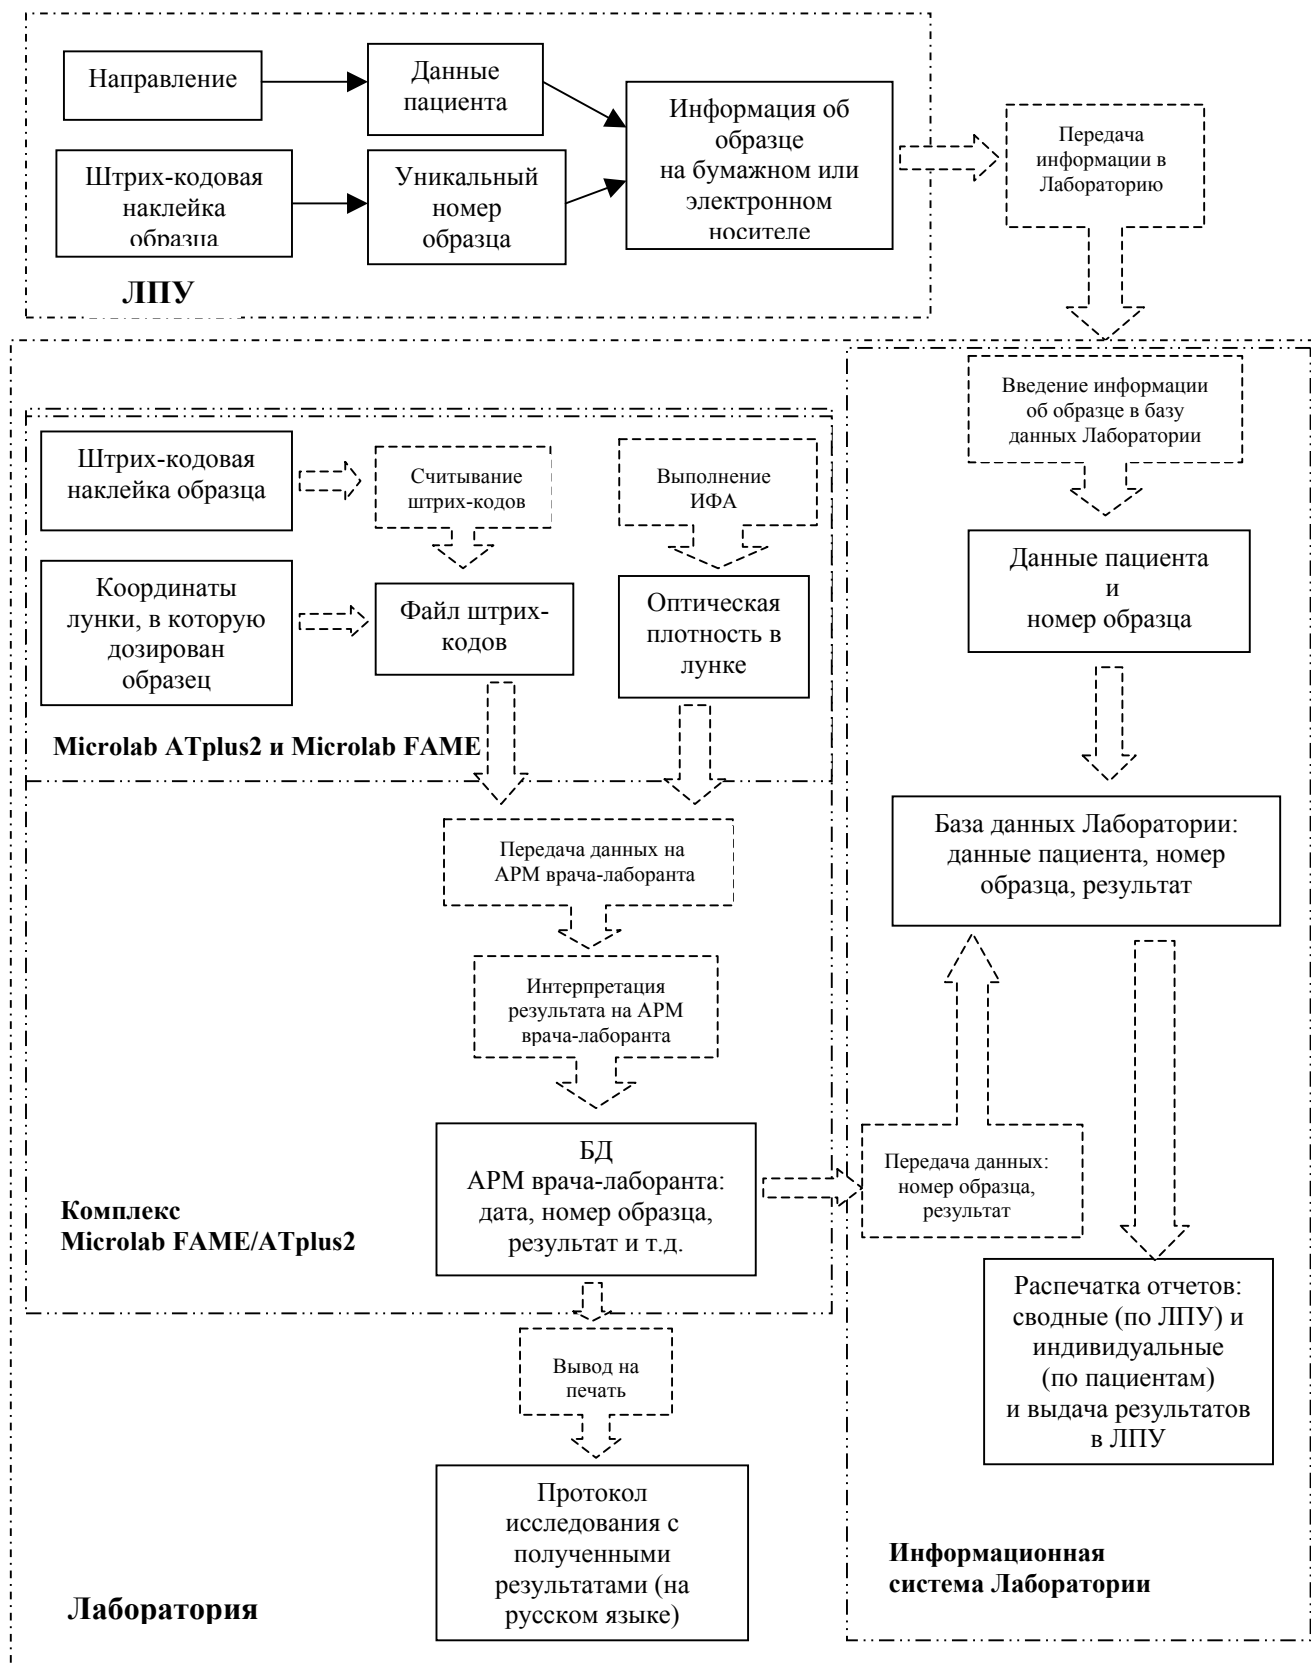 Направление
Данные
пациента
Информация об
образце
на бумажном или
электронном
носителе
Штрих-кодовая
наклейка
образца
Уникальный
номер
образца
ЛПУ
Передача
информации в
Лабораторию
Введение информации
об образце в базу
данных Лаборатории
Штрих-кодовая
наклейка образца
Считывание
штрих-кодов
Выполнение
ИФА
Координаты
лунки, в которую
дозирован
образец
Файл штрих-
кодов
Оптическая
плотность в
лунке
Microlab ATplus2 и Microlab FAME
Данные пациента
и
номер образца
База данных Лаборатории:
данные пациента, номер
образца, результат
Передача данных на
АРМ врача-лаборанта
Интерпретация
результата на АРМ
врача-лаборанта
БД
АРМ врача-лаборанта:
дата, номер образца,
результат и т.д.
Передача данных:
номер образца,
результат
Комплекс
Microlab FAME/ATplus2
Распечатка отчетов:
сводные (по ЛПУ) и
индивидуальные
(по пациентам)
и выдача результатов
в ЛПУ
Вывод на
печать
Протокол
исследования с
полученными
результатами (на
русском языке)
Информационная
система Лаборатории
Лаборатория